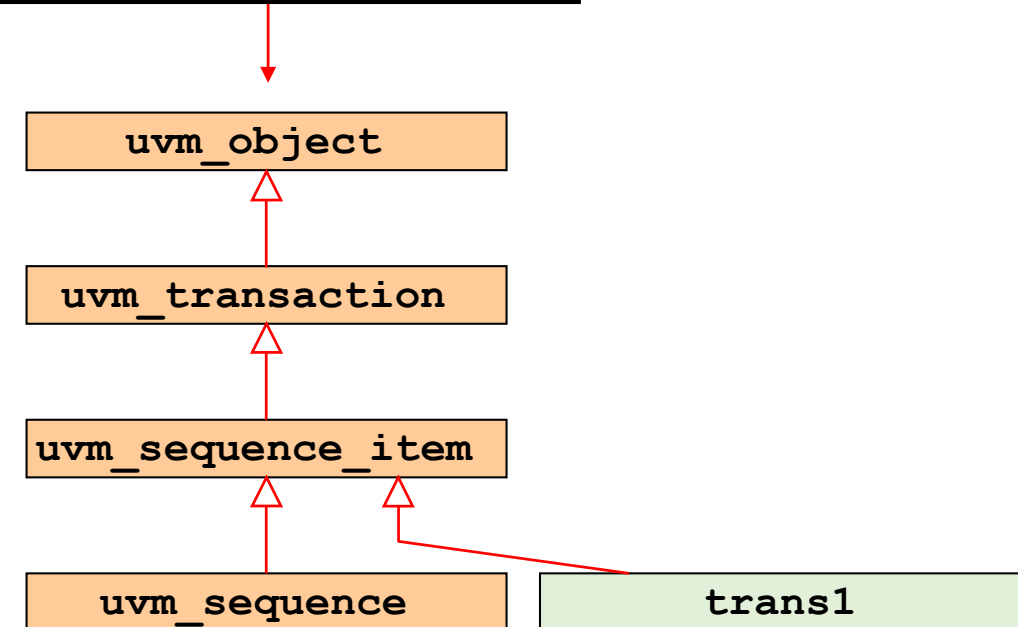 uvm_object
uvm_transaction
uvm_sequence_item
uvm_sequence
trans1